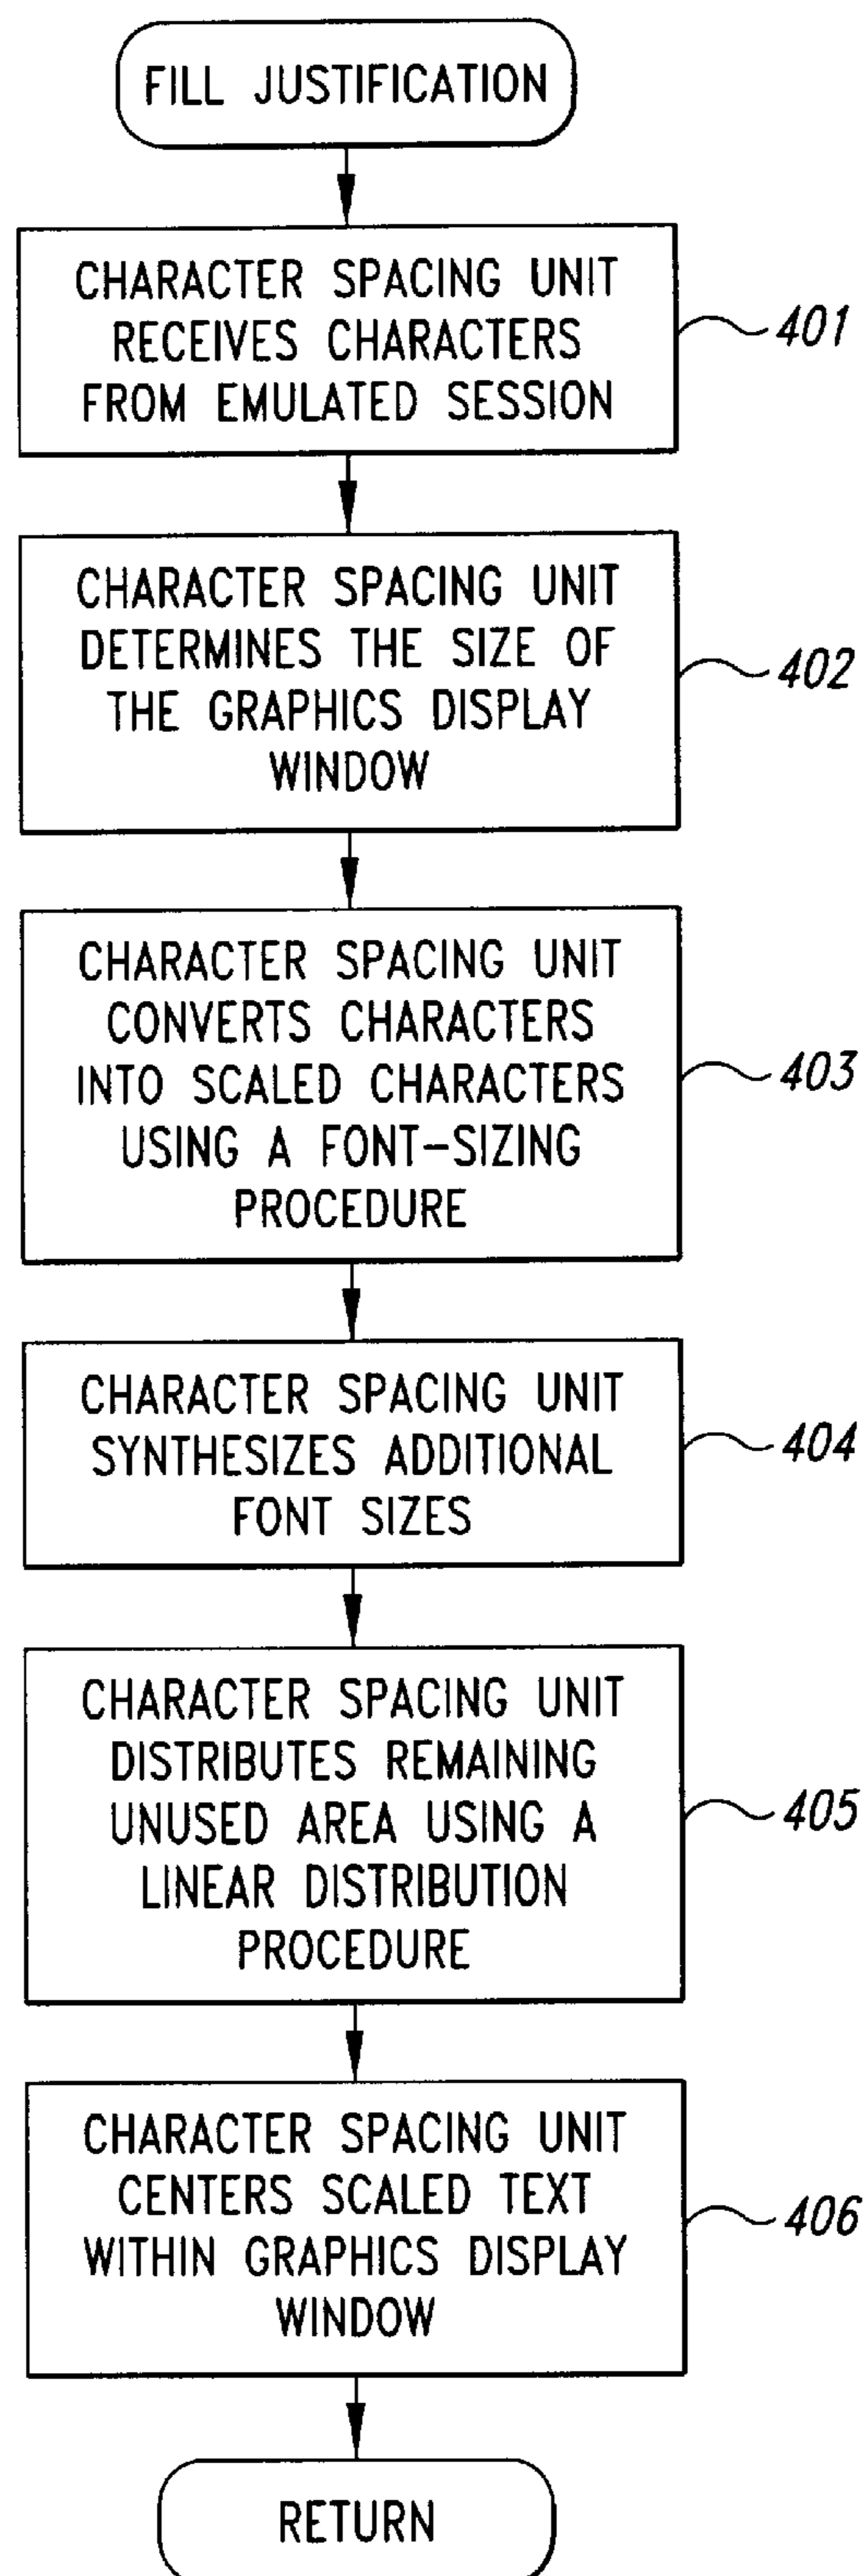 FILL JUSTIFICATION
CHARACTER SPACING UNIT
RECEIVES CHARACTERS
FROM EMULATED SESSION
401
CHARACTER SPACING UNIT
DETERMINES THE SIZE OF
THE GRAPHICS DISPLAY
WINDOW
402
CHARACTER SPACING UNIT
CONVERTS CHARACTERS
INTO SCALED CHARACTERS
USING A FONT-SIZING
PROCEDURE
403
CHARACTER SPACING UNIT
SYNTHESIZES ADDITIONAL
FONT SIZES
404
CHARACTER SPACING UNIT
DISTRIBUTES REMAINING
UNUSED AREA USING A
LINEAR DISTRIBUTION
PROCEDURE
405
CHARACTER SPACING UNIT
CENTERS SCALED TEXT
WITHIN GRAPHICS DISPLAY
WINDOW
406
RETURN